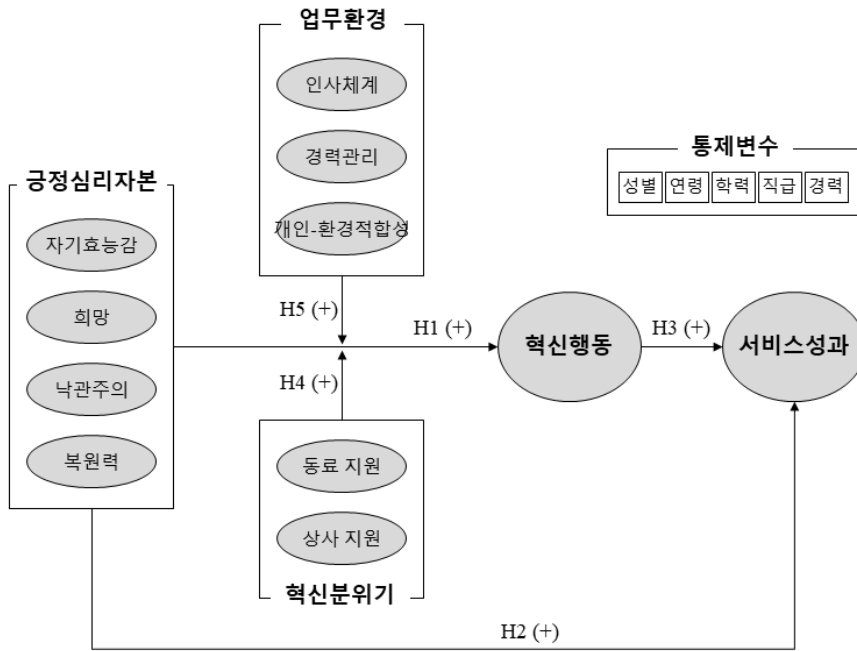 업무환경
인사체계
경력관리
개인-환경적합성
통제변수
성별 연령 학력 직급 경력
긍정심리자본
자기효능감
희망
낙관주의
복원력
H5 (+)
H1 (+)
H4 (+)
혁신행동
H3 (+)
서비스성과
동료 지원
상사 지원
혁신분위기
H2 (+)